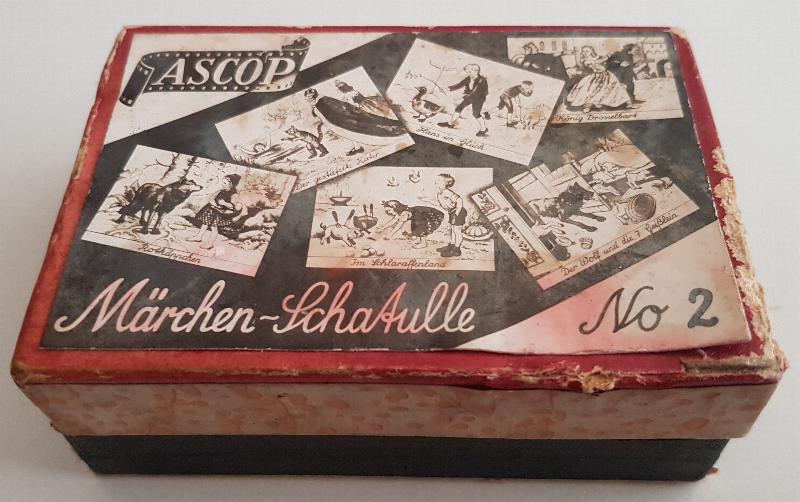 ASCOP
König Drosselbart
Hans im Glück
Der gestiefelte Kater
Rotkäppchen
Im Schlaraffenland
Der Wolf und die 7 Geißlein
Märchen-Schatulle No 2